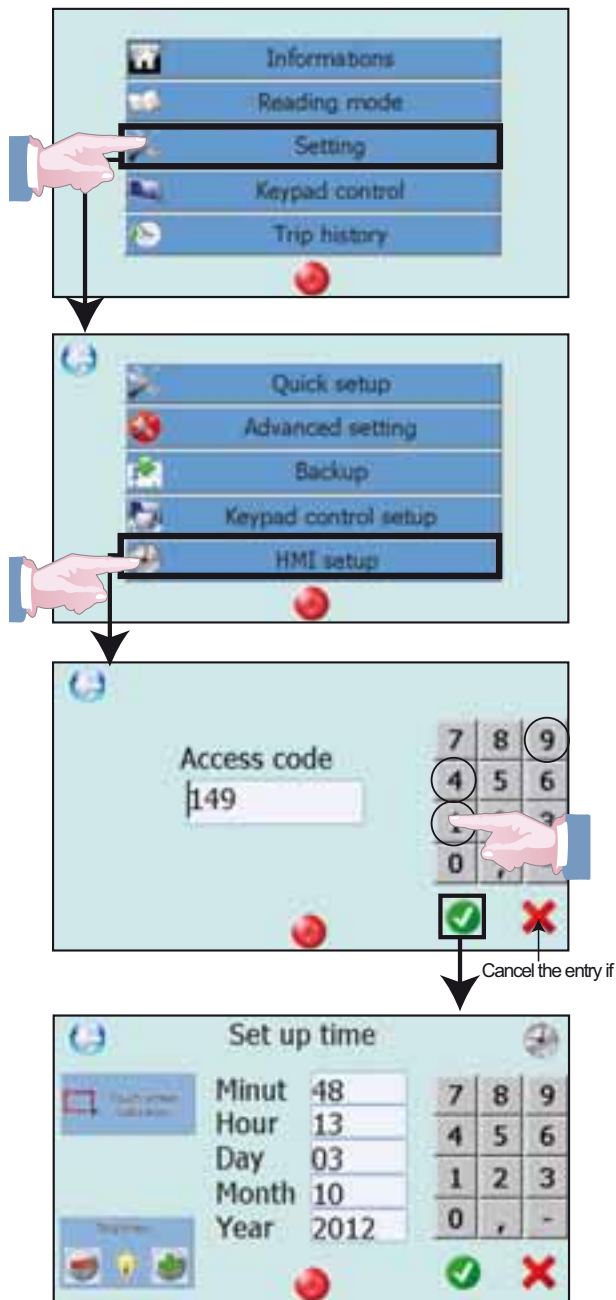 Informations
Reading mode
Setting
Keypad control
Trip history
Quick setup
Advanced setting
Backup
Keypad control setup
HMI setup
Access code
149
7 8 9
4 5 6
1 3
0 ,
Cancel the entry if
Set up time
Minut 48
Hour 13
Day 03
Month 10
Year 2012
7 8 9
4 5 6
1 2 3
0 , -